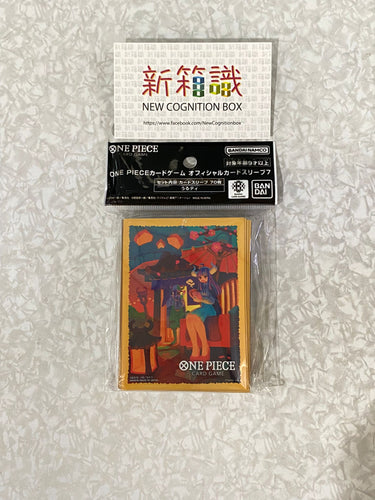 新箱識
NEW COGNITION BOX
https://www.facebook.com/NewCognitionbox
ONE PIECE
CARD GAME
BANDAI NAMCO
対象年齢9才以上
ONE PIECEカードゲーム オフィシャルカードスリーブ7
セット内容:カードスリーブ 70枚
うるティ
BANDAI
ONE PIECE
CARD GAME